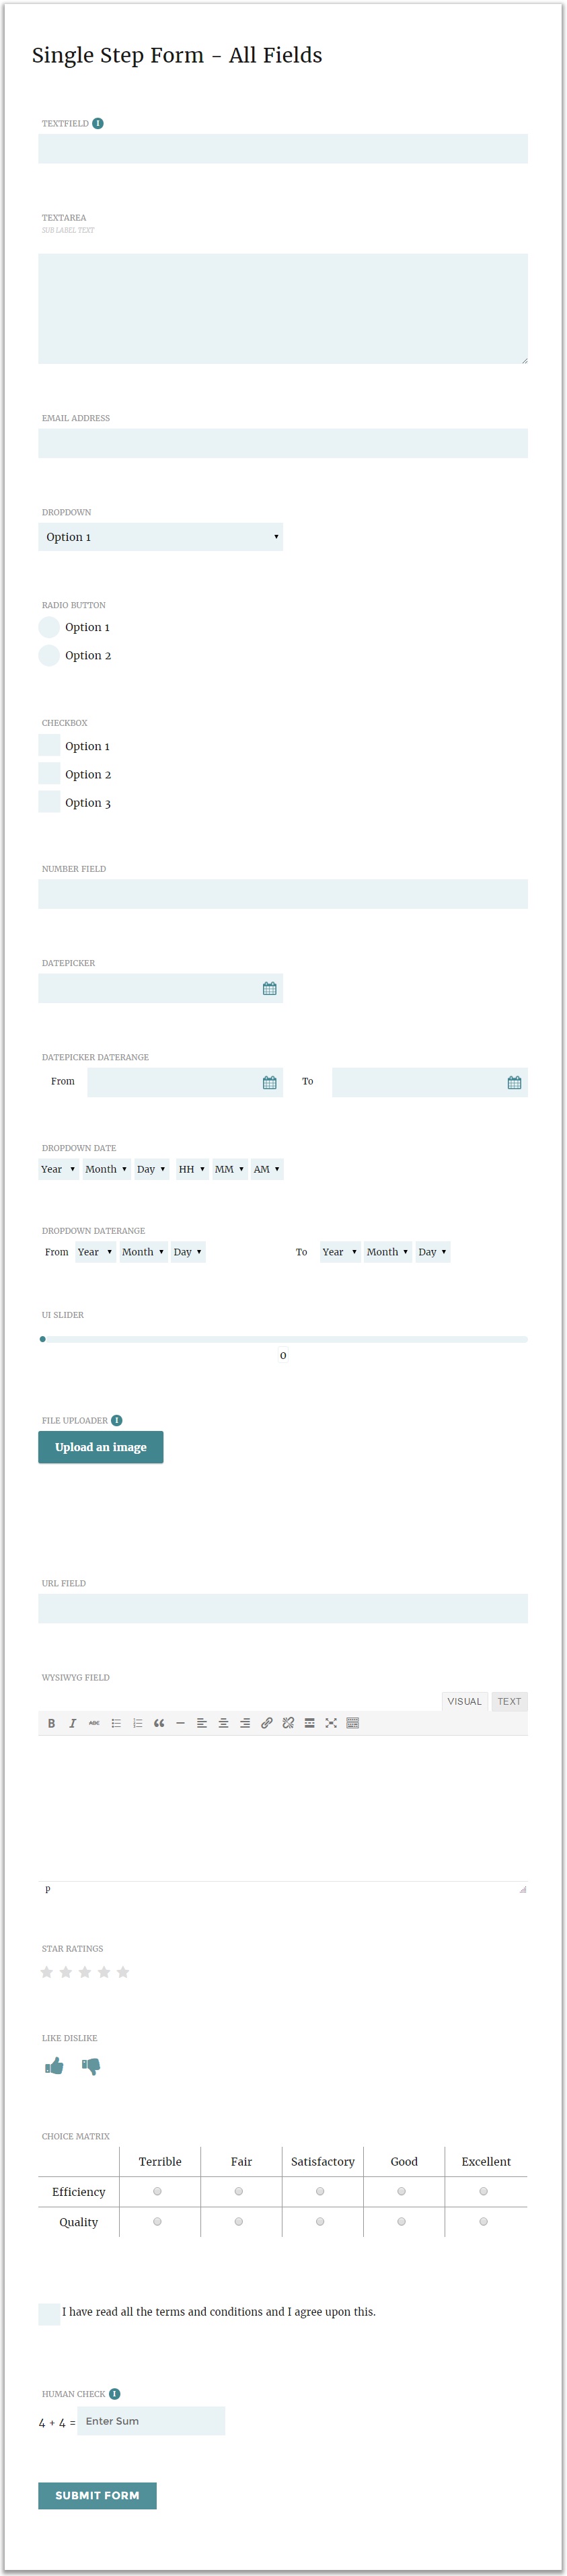 Single Step Form - All Fields
TEXTFIELD i
TEXTAREA
SUB LABEL TEXT
EMAIL ADDRESS
DROPDOWN
Option 1
RADIO BUTTON
Option 1
Option 2
CHECKBOX
Option 1
Option 2
Option 3
NUMBER FIELD
DATEPICKER
DATEPICKER DATERANGE
From To
DROPDOWN DATE
Year Month Day HH MM AM
DROPDOWN DATERANGE
From Year Month Day To Year Month Day
UI SLIDER
0
FILE UPLOADER i
Upload an image
URL FIELD
WYSIWYG FIELD
VISUAL TEXT
B I ABC
p
STAR RATINGS
LIKE DISLIKE
CHOICE MATRIX
Terrible Fair Satisfactory Good Excellent
Efficiency
Quality
I have read all the terms and conditions and I agree upon this.
HUMAN CHECK i
4 + 4 = Enter Sum
SUBMIT FORM